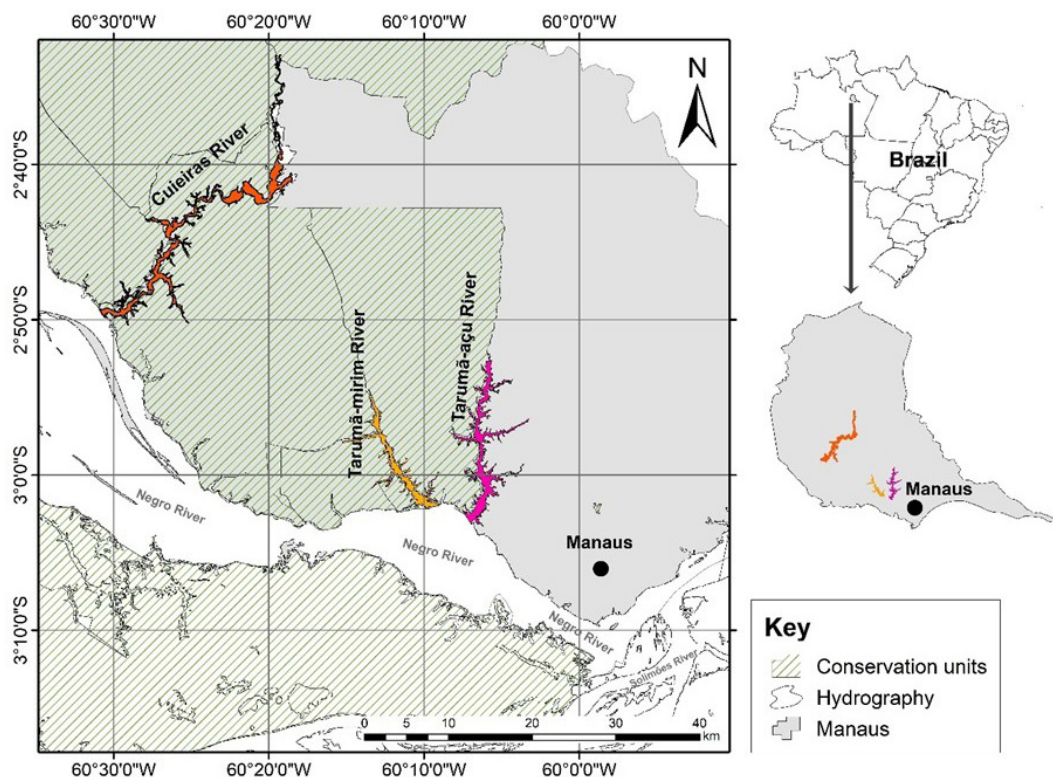 60°30'0"W 60°20'0"W 60°10'0"W 60°0'0"W
N
2°40'0"S
2°50'0"S
3°0'0"S
3°10'0"S
Cuieiras River
Tarumã-mirim River
Tarumã-açu River
Negro River
Negro River
Manaus
Negro River
Solimões River
0 5 10 20 30 40
km
60°30'0"W 60°20'0"W 60°10'0"W 60°0'0"W
Brazil
Manaus
Key
Conservation units
Hydrography
Manaus